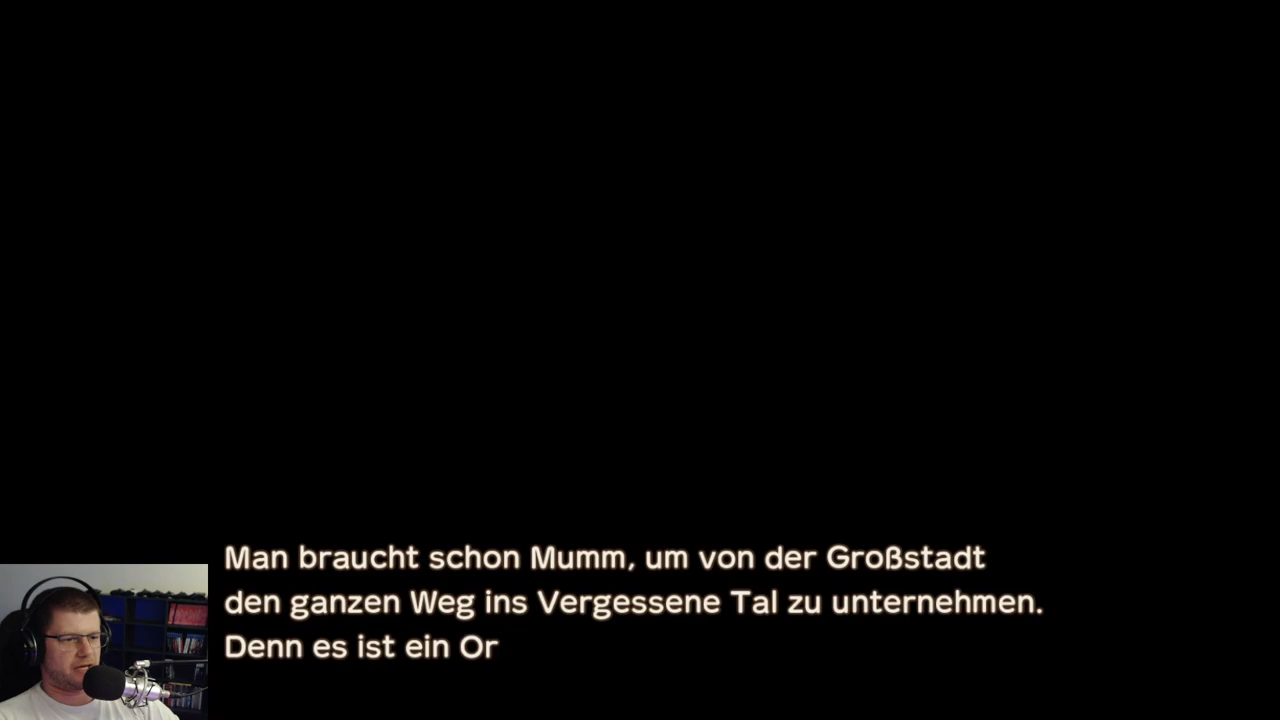 Man braucht schon Mumm, um von der Großstadt
den ganzen Weg ins Vergessene Tal zu unternehmen.
Denn es ist ein Or